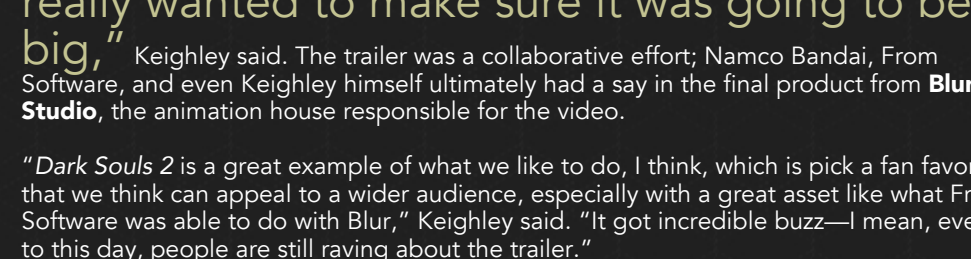 really wanted to make sure it was going to be
big,” Keighley said. The trailer was a collaborative effort; Namco Bandai, From
Software, and even Keighley himself ultimately had a say in the final product from Blur
Studio, the animation house responsible for the video.
“Dark Souls 2 is a great example of what we like to do, I think, which is pick a fan favor
that we think can appeal to a wider audience, especially with a great asset like what Fr
Software was able to do with Blur,” Keighley said. “It got incredible buzz—I mean, eve
to this day, people are still raving about the trailer.”